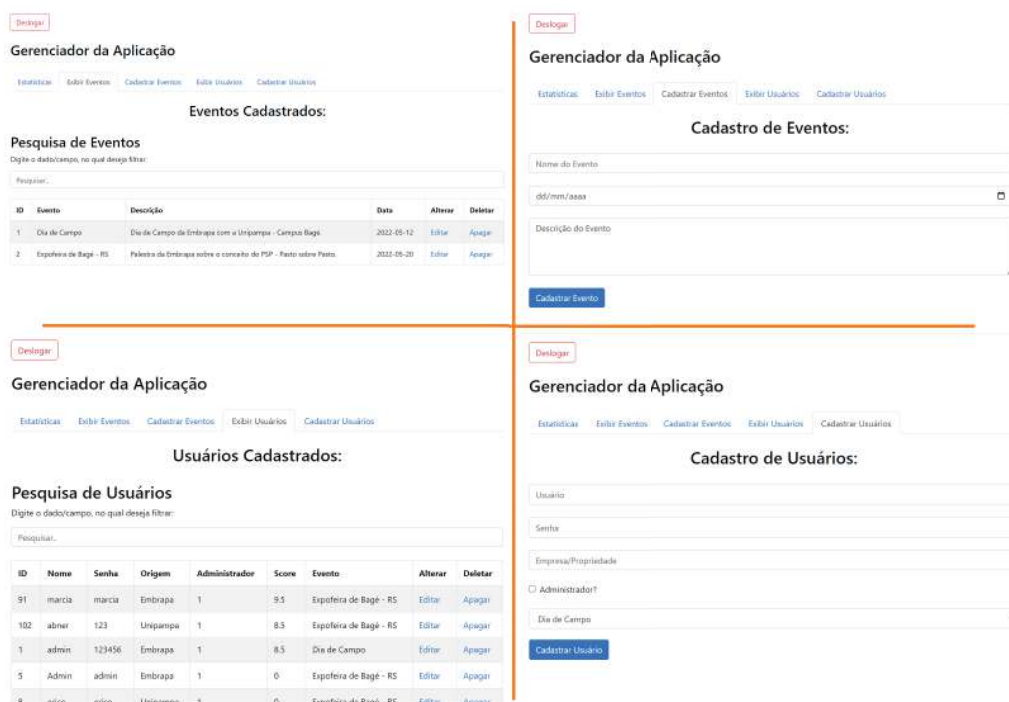 Deslogar
Gerenciador da Aplicação
Estatísticas Exibir Eventos Cadastrar Eventos Exibir Usuários Cadastrar Usuários
Eventos Cadastrados:
Pesquisa de Eventos
Digite o dado/campo, no qual deseja filtrar:
Pesquisar..
ID Evento Descrição Data Alterar Deletar
1 Dia de Campo Dia de Campo da Embrapa com a Unipampa - Campus Bagé. 2022-05-12 Editar Apagar
2 Expofeira de Bagé - RS Palestra da Embrapa sobre o conceito do PSP - Pasto sobre Pasto. 2022-05-20 Editar Apagar
Deslogar
Gerenciador da Aplicação
Estatísticas Exibir Eventos Cadastrar Eventos Exibir Usuários Cadastrar Usuários
Cadastro de Eventos:
Nome do Evento
dd/mm/aaaa
Descrição do Evento
Cadastrar Evento
Deslogar
Gerenciador da Aplicação
Estatísticas Exibir Eventos Cadastrar Eventos Exibir Usuários Cadastrar Usuários
Usuários Cadastrados:
Pesquisa de Usuários
Digite o dado/campo, no qual deseja filtrar:
Pesquisar..
ID Nome Senha Origem Administrador Score Evento Alterar Deletar
91 marcia marcia Embrapa 1 9.5 Expofeira de Bagé - RS Editar Apagar
102 abner 123 Unipampa 1 8.5 Expofeira de Bagé - RS Editar Apagar
1 admin 123456 Embrapa 1 8.5 Dia de Campo Editar Apagar
5 Admin admin Embrapa 1 0 Expofeira de Bagé - RS Editar Apagar
Deslogar
Gerenciador da Aplicação
Estatísticas Exibir Eventos Cadastrar Eventos Exibir Usuários Cadastrar Usuários
Cadastro de Usuários:
Usuário
Senha
Empresa/Propriedade
Administrador?
Dia de Campo
Cadastrar Usuário